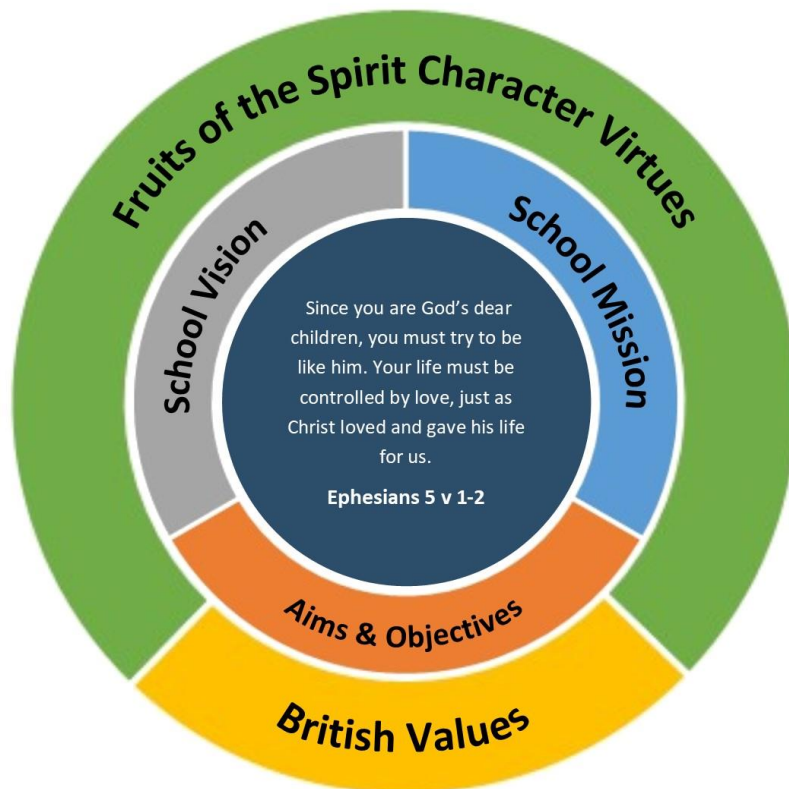 Fruits of the Spirit Character Virtues
School Vision
School Mission
Since you are God’s dear
children, you must try to be
like him. Your life must be
controlled by love, just as
Christ loved and gave his life
for us.
Ephesians 5 v 1-2
Aims & Objectives
British Values